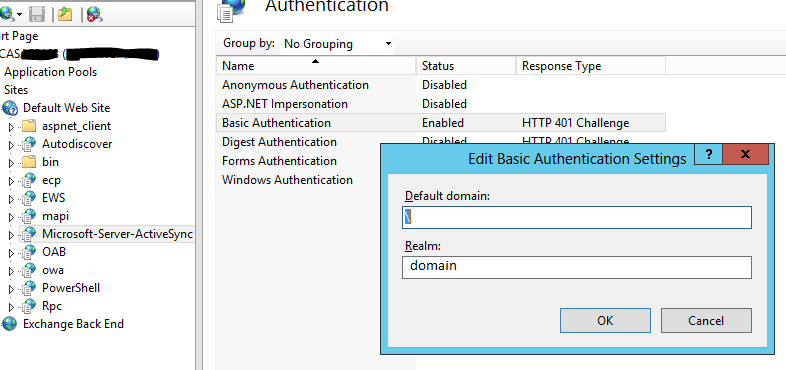 Authentication
Group by: No Grouping
Name Status Response Type
Anonymous Authentication Disabled
ASP.NET Impersonation Disabled
Basic Authentication Enabled HTTP 401 Challenge
Digest Authentication Disabled HTTP 401 Challenge
Forms Authentication
Windows Authentication
rt Page
CAS
Application Pools
Sites
Default Web Site
aspnet_client
Autodiscover
bin
ecp
EWS
mapi
Microsoft-Server-ActiveSync
OAB
owa
PowerShell
Rpc
Exchange Back End
Edit Basic Authentication Settings ? x
Default domain:
\
Realm:
domain
OK Cancel